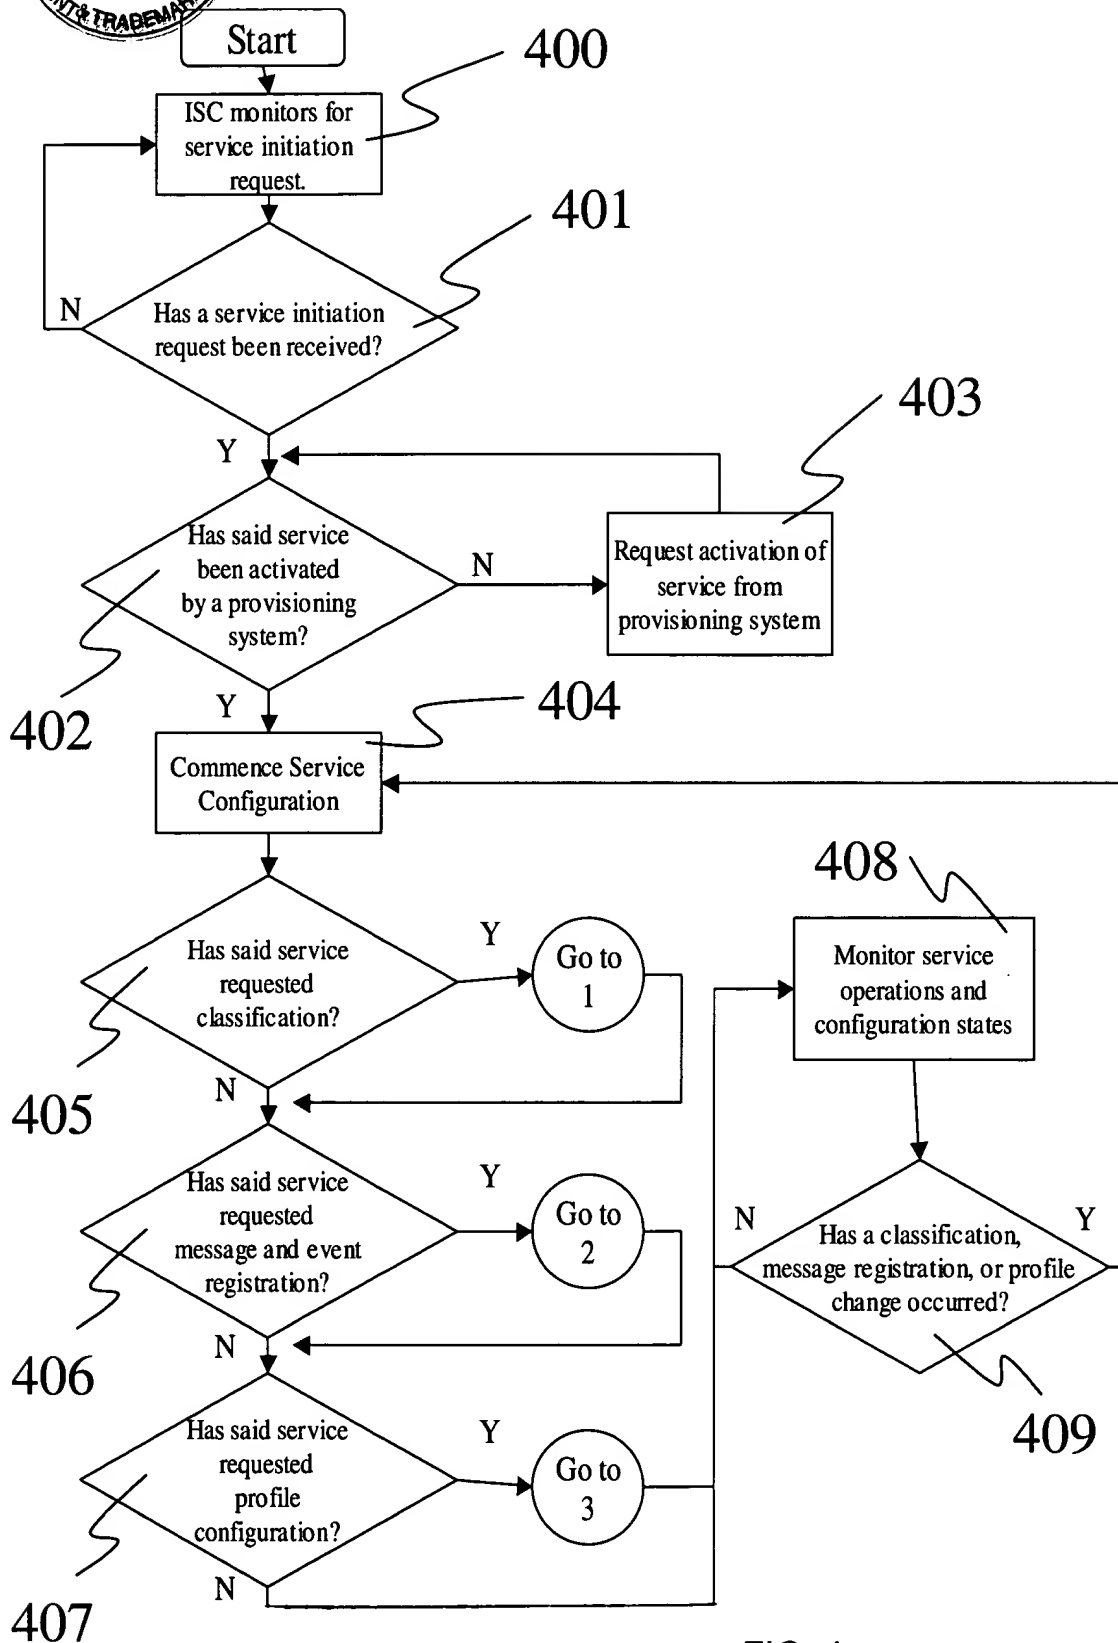 NT & TRADEMAR
Start
400
ISC monitors for
service initiation
request.
401
N
Has a service initiation
request been received?
Y
403
Has said service
been activated
by a provisioning
system?
N
Request activation of
service from
provisioning system
402
Y
404
Commence Service
Configuration
408
Has said service
requested
classification?
Y
Go to
1
Monitor service
operations and
configuration states
405
N
Has said service
requested
message and event
registration?
Y
Go to
2
N
Y
Has a classification,
message registration, or profile
change occurred?
406
N
409
Has said service
requested
profile
configuration?
Y
Go to
3
407
N